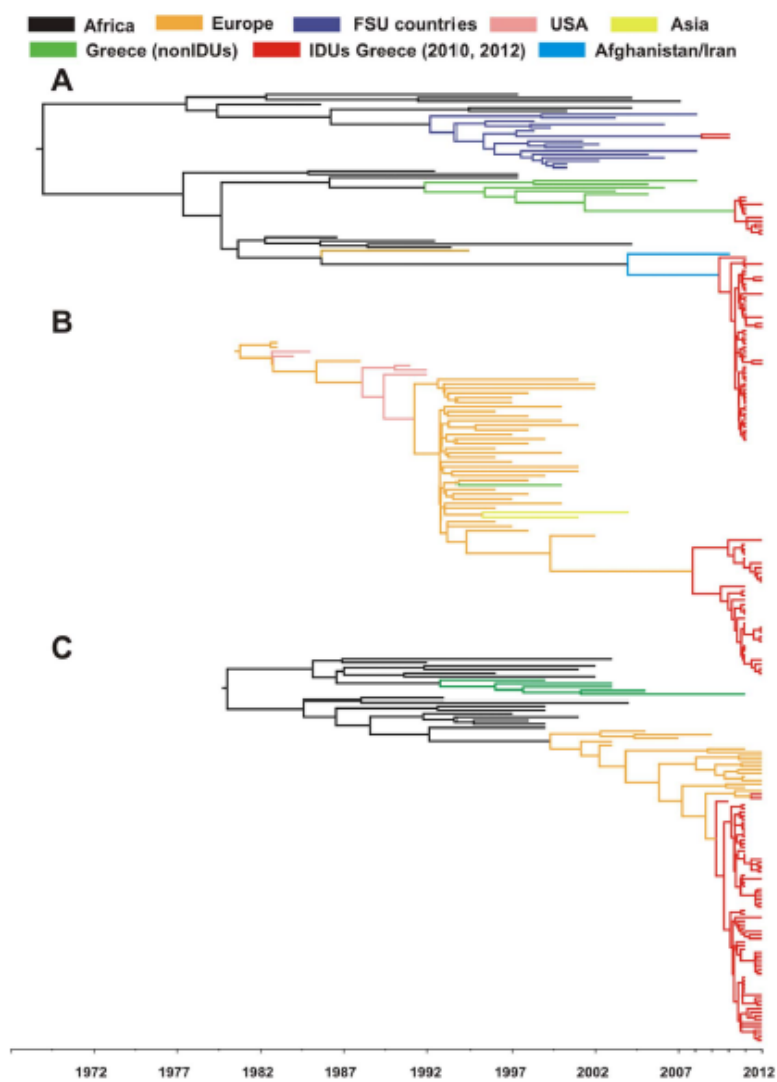 Africa Europe FSU countries USA Asia
Greece (nonIDUs) IDUs Greece (2010, 2012) Afghanistan/Iran
A
B
C
1972 1977 1982 1987 1992 1997 2002 2007 2012